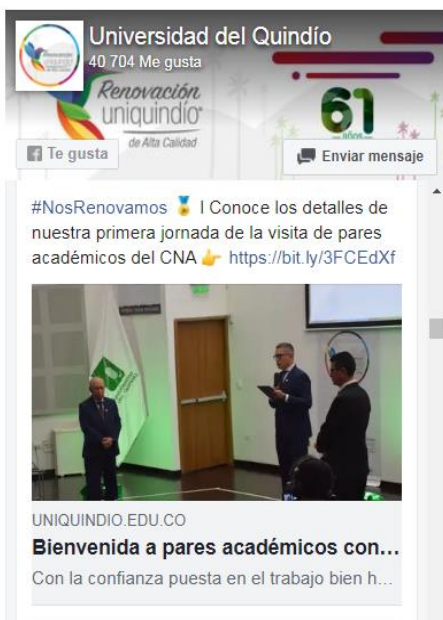 Universidad del Quindío
40 704 Me gusta
Renovación
uniquindío
de Alta Calidad
61
años
Te gusta
Enviar mensaje
#NosRenovamos 🏅 I Conoce los detalles de
nuestra primera jornada de la visita de pares
académicos del CNA 👉 https://bit.ly/3FCEdXf
UNIQUINDIO.EDU.CO
Bienvenida a pares académicos con...
Con la confianza puesta en el trabajo bien h...